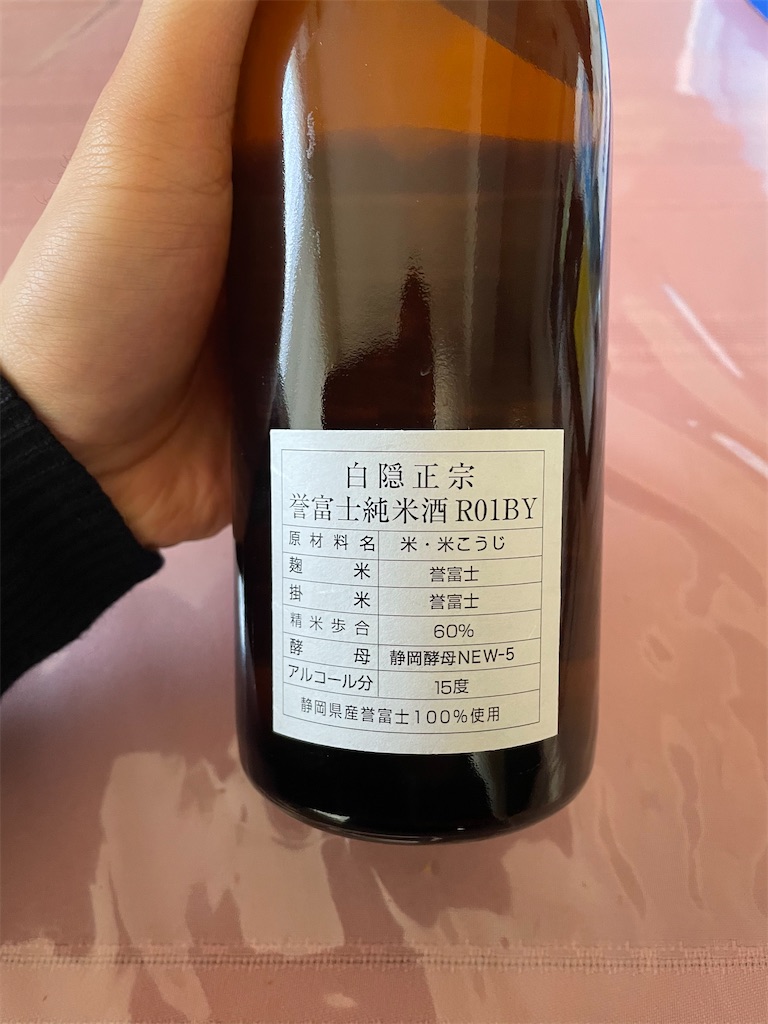 白隠正宗
誉富士純米酒 R01BY
原材料名 米・米こうじ
麹米 誉富士
掛米 誉富士
精米歩合 60%
酵母 静岡酵母NEW-5
アルコール分 15度
静岡県産誉富士100%使用